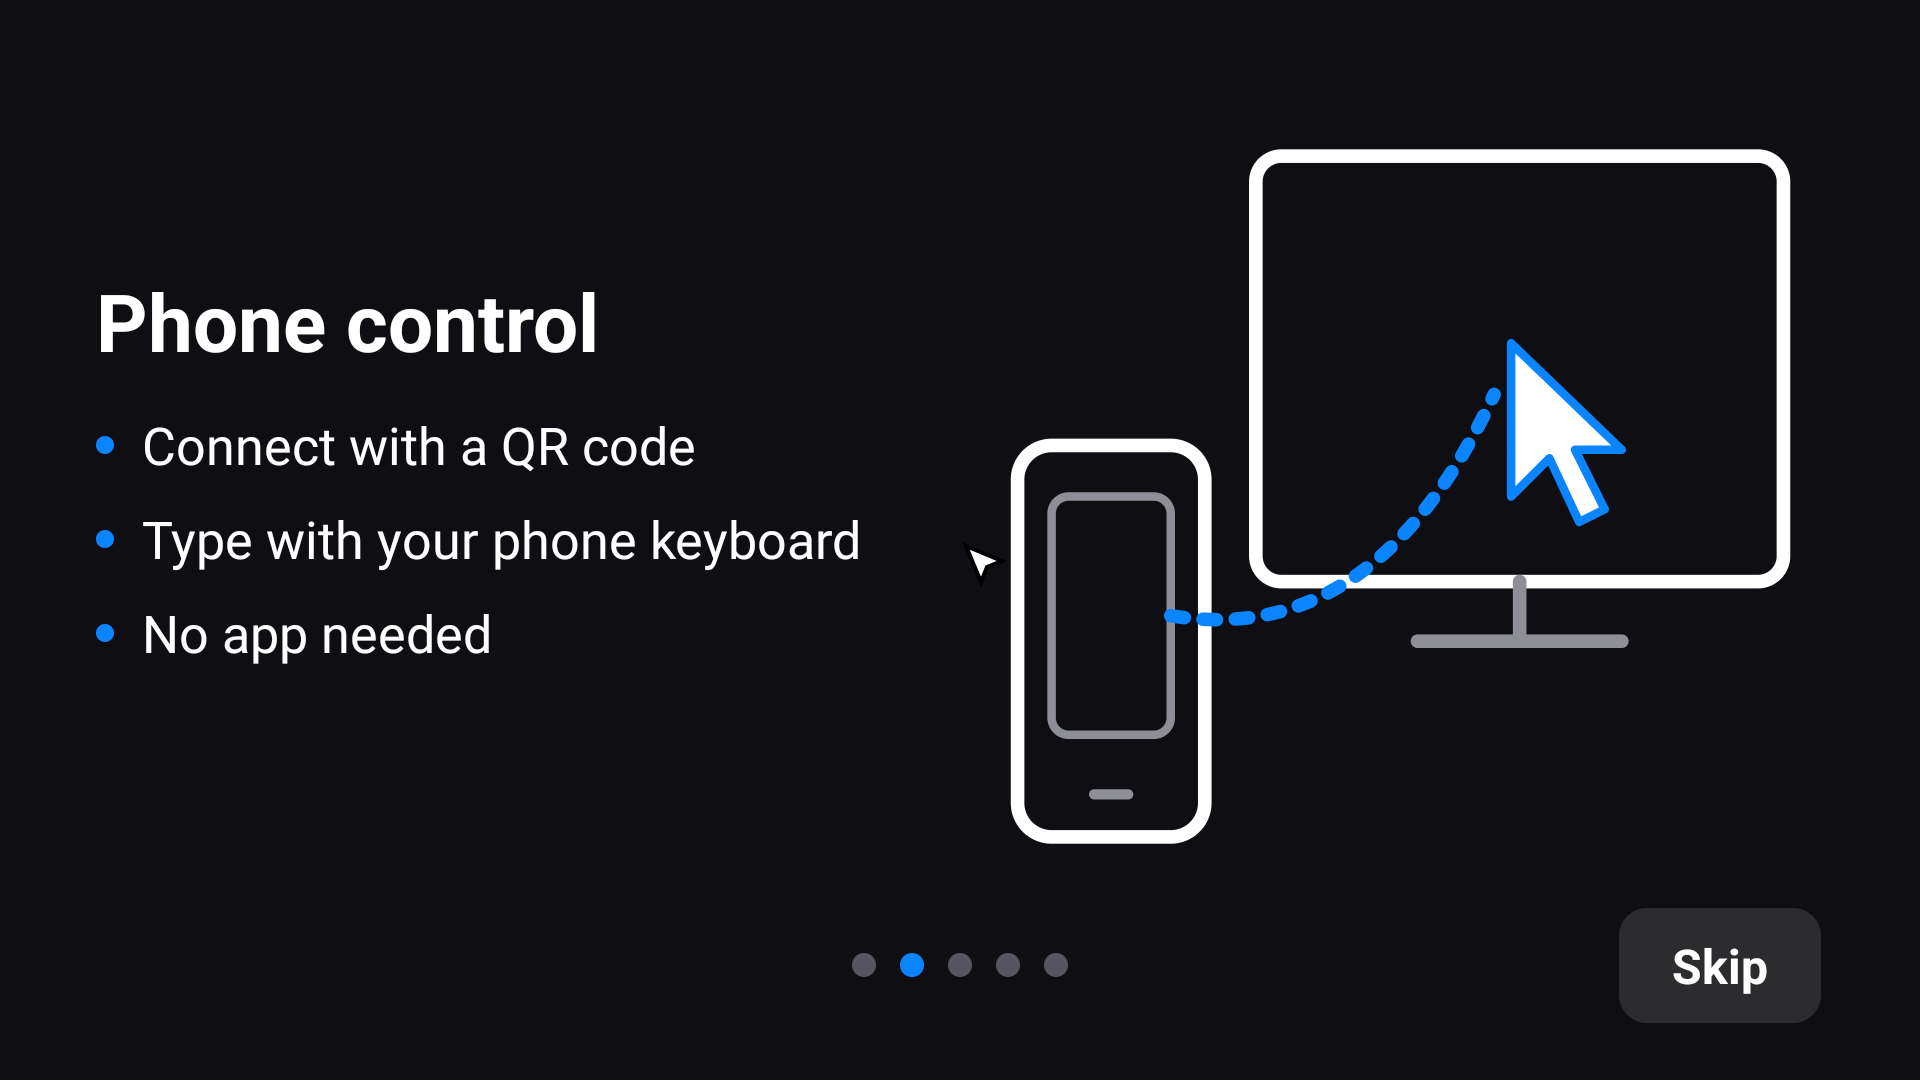 Phone control
Connect with a QR code
Type with your phone keyboard
No app needed
Skip